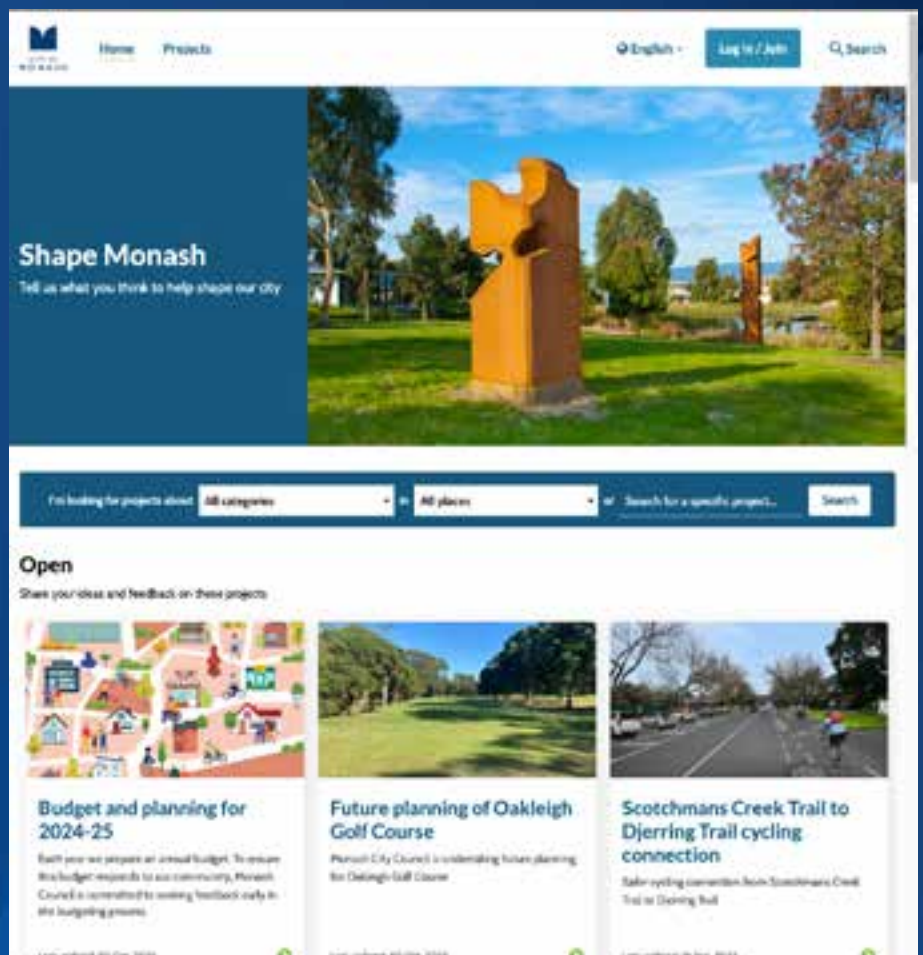 CITY OF
MONASH
Home Projects English Log in / Join Search
Shape Monash
Tell us what you think to help shape our city
I'm looking for projects about All categories in All places or Search for a specific project... Search
Open
Share your ideas and feedback on these projects
Budget and planning for
2024-25
Each year we prepare an annual budget. To ensure
this budget responds to our community, Monash
Council is committed to seeking feedback early in
the budgeting process.
Future planning of Oakleigh
Golf Course
Monash City Council is undertaking future planning
for Oakleigh Golf Course
Scotchmans Creek Trail to
Djerring Trail cycling
connection
Safer cycling connection from Scotchmans Creek
Trail to Djerring Trail